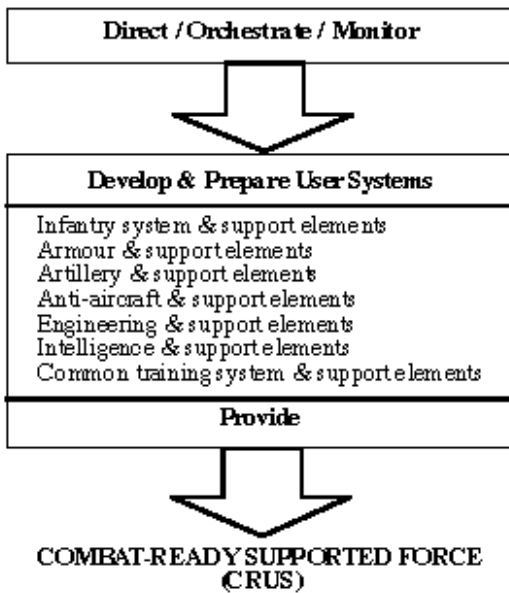 Direct / Orchestrate / Monitor
Develop & Prepare User Systems
Infantry system & support elements
Armour & support elements
Artillery & support elements
Anti-aircraft & support elements
Engineering & support elements
Intelligence & support elements
Common training system & support elements
Provide
COMBAT-READY SUPPORTED FORCE
(CRUS)